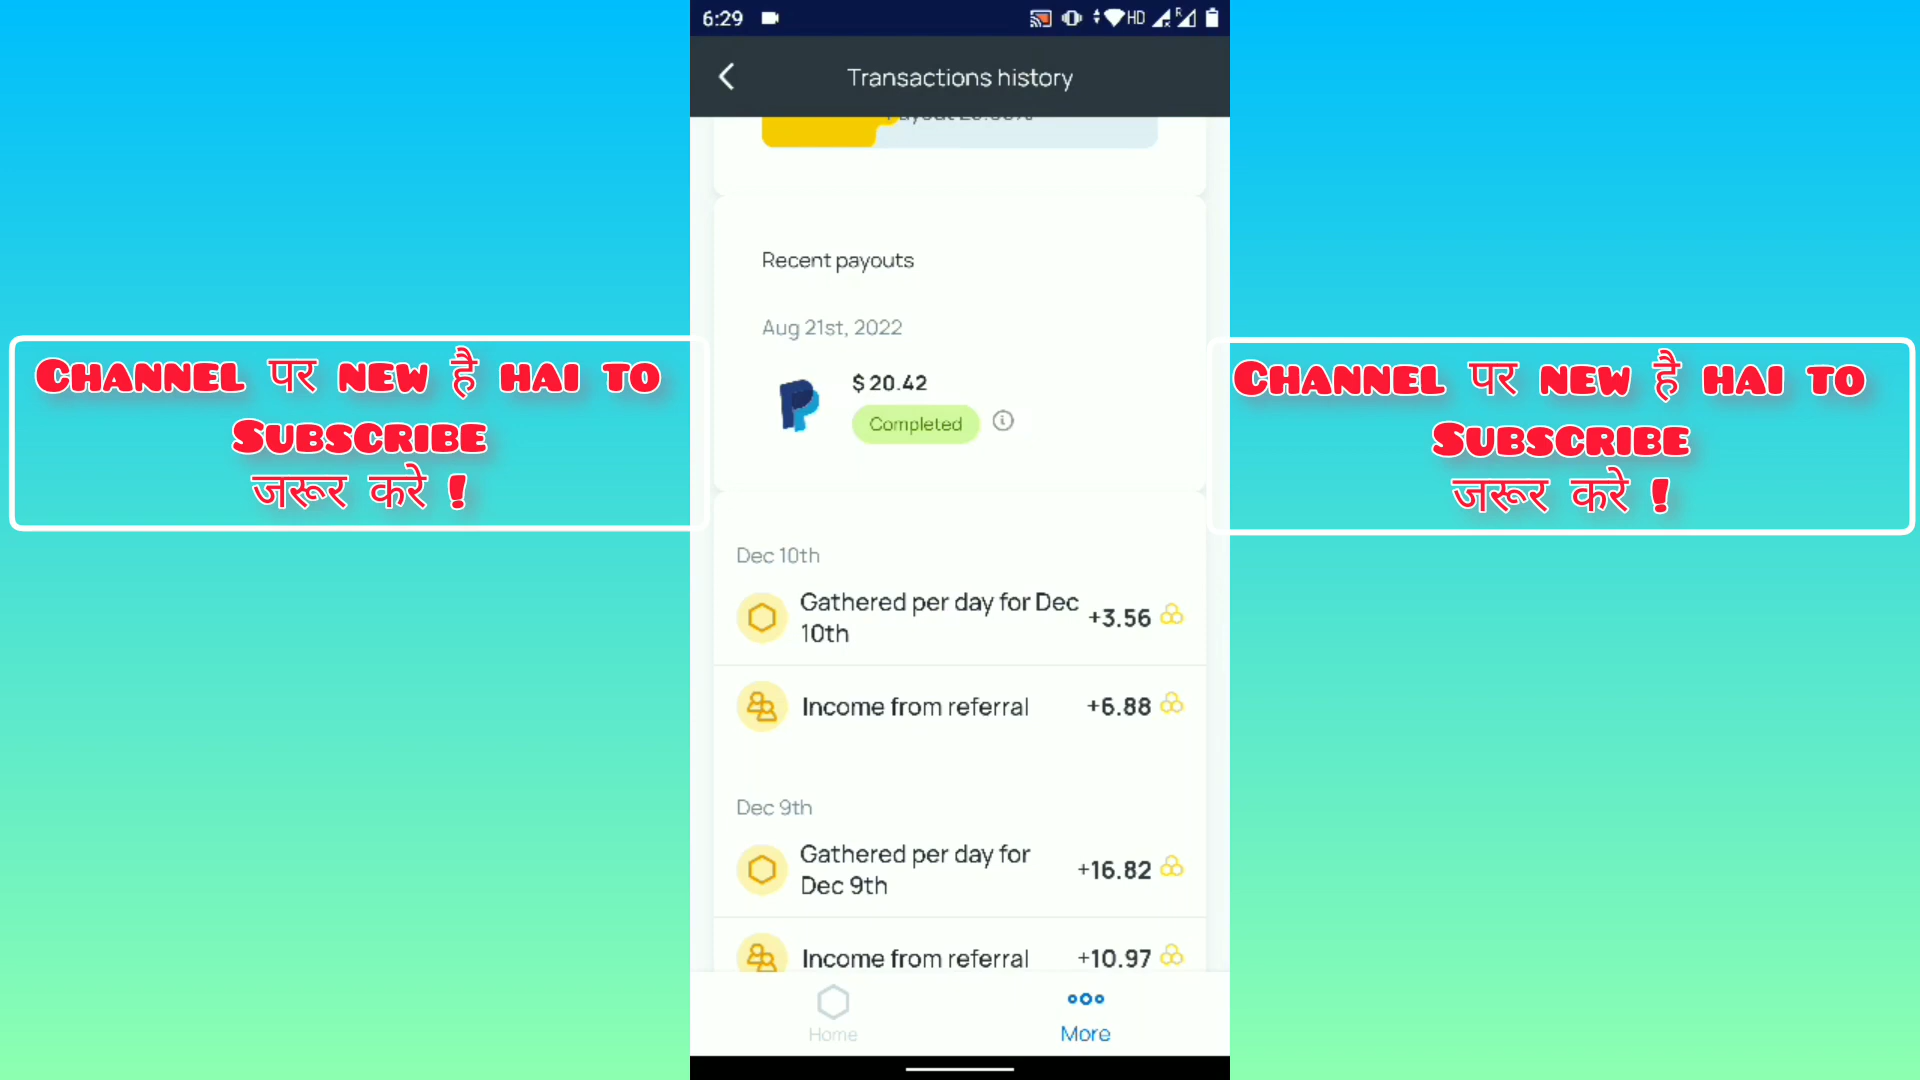 6:29
HD R
Transactions history
Recent payouts
Aug 21st, 2022
$ 20.42
Completed
Channel पर new है hai to
Subscribe
जरूर करे !
Channel पर new है hai to
Subscribe
जरूर करे !
Dec 10th
Gathered per day for Dec
10th
+3.56
Income from referral
+6.88
Dec 9th
Gathered per day for
Dec 9th
+16.82
Income from referral
+10.97
Home
More